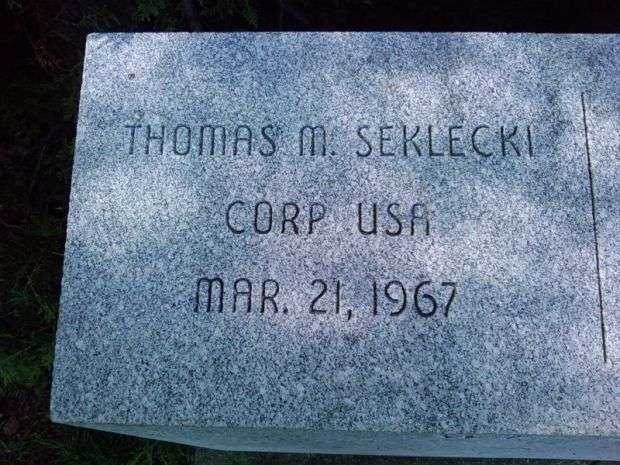 THOMAS M. SEKLECKI
CORP USA
MAR. 21, 1967